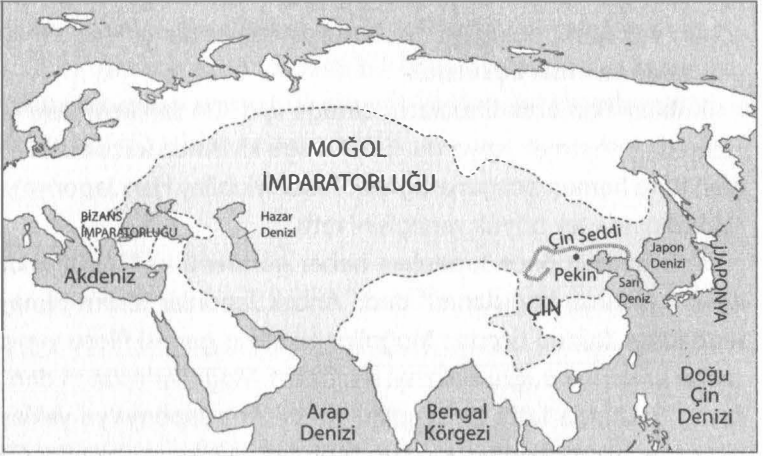 MOĞOL
İMPARATORLUĞU
BİZANS
İMPARATORLUĞU
Hazar
Denizi
Akdeniz
Çin Seddi
Pekin
Japon
Denizi
JAPONYA
Sarı
Deniz
ÇİN
Arap
Denizi
Bengal
Körgezi
Doğu
Çin
Denizi